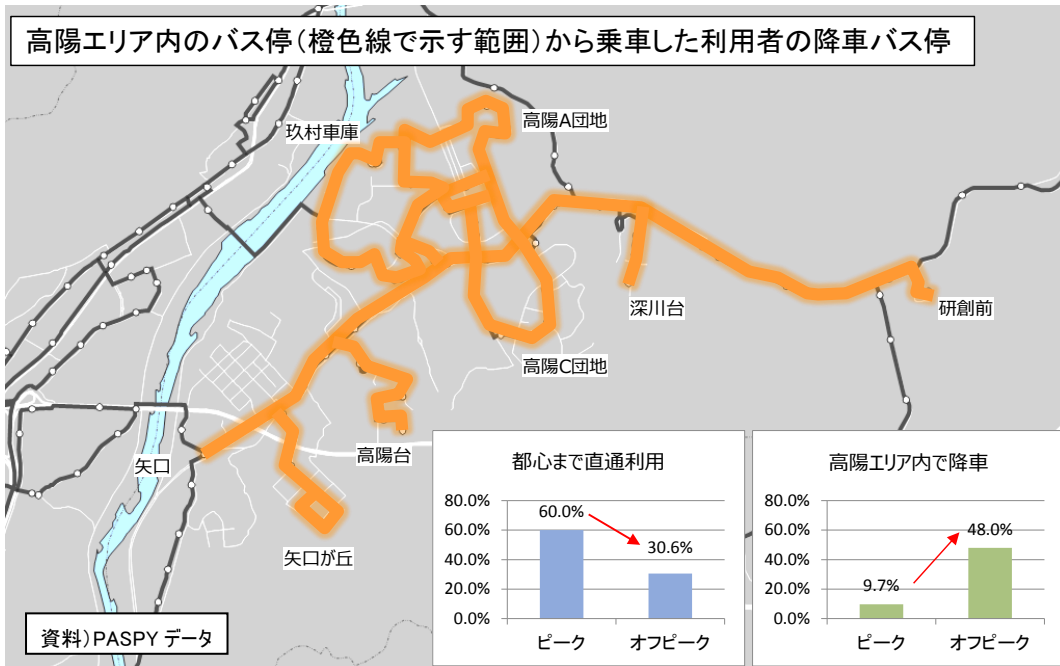 高陽エリア内のバス停(橙色線で示す範囲)から乗車した利用者の降車バス停
玖村車庫
高陽A団地
深川台
研創前
高陽C団地
高陽台
矢口
矢口が丘
都心まで直通利用
80.0%
60.0%
40.0%
20.0%
0.0%
60.0%
30.6%
ピーク
オフピーク
高陽エリア内で降車
80.0%
60.0%
40.0%
20.0%
0.0%
9.7%
48.0%
ピーク
オフピーク
資料)PASPY データ